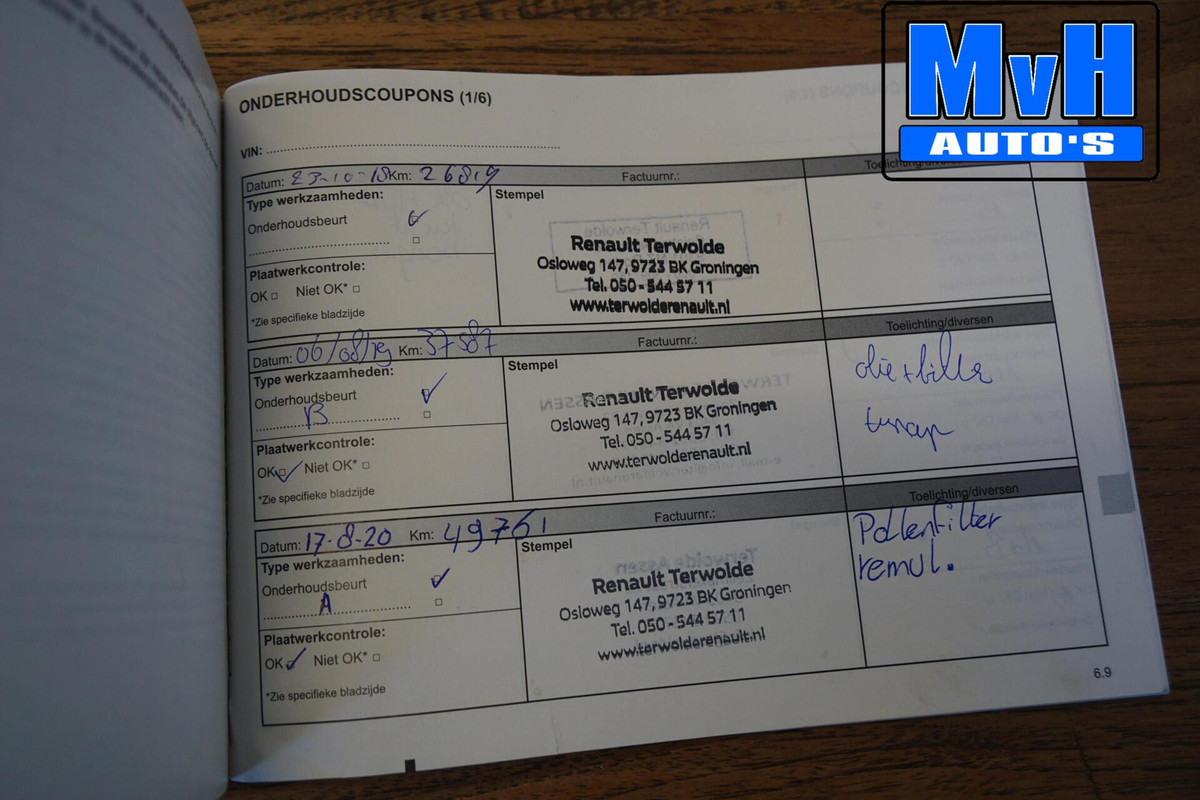 MvH
AUTO'S
ONDERHOUDSCOUPONS (1/6)
VIN:
Datum: 23-10-18 Km: 26819 Factuurnr.: Toelichting/diversen
Type werkzaamheden:
Onderhoudsbeurt
Plaatwerkcontrole:
OK Niet OK*
*Zie specifieke bladzijde
Stempel
Renault Terwolde
Osloweg 147, 9723 BK Groningen
Tel. 050 - 544 57 11
www.terwolderenault.nl
Datum: 06/08/19 Km: 37587 Factuurnr.: Toelichting/diversen
Type werkzaamheden:
Onderhoudsbeurt
B
Plaatwerkcontrole:
OK Niet OK*
*Zie specifieke bladzijde
Stempel
Renault Terwolde
Osloweg 147, 9723 BK Groningen
Tel. 050 - 544 57 11
www.terwolderenault.nl
olie +
Datum: 17-8-20 Km: 49761 Factuurnr.: Toelichting/diversen
Type werkzaamheden:
Onderhoudsbeurt
A
Plaatwerkcontrole:
OK Niet OK*
*Zie specifieke bladzijde
Stempel
Renault Terwolde
Osloweg 147, 9723 BK Groningen
Tel. 050 - 544 57 11
www.terwolderenault.nl
Pollenfilter
remvl.
6.9